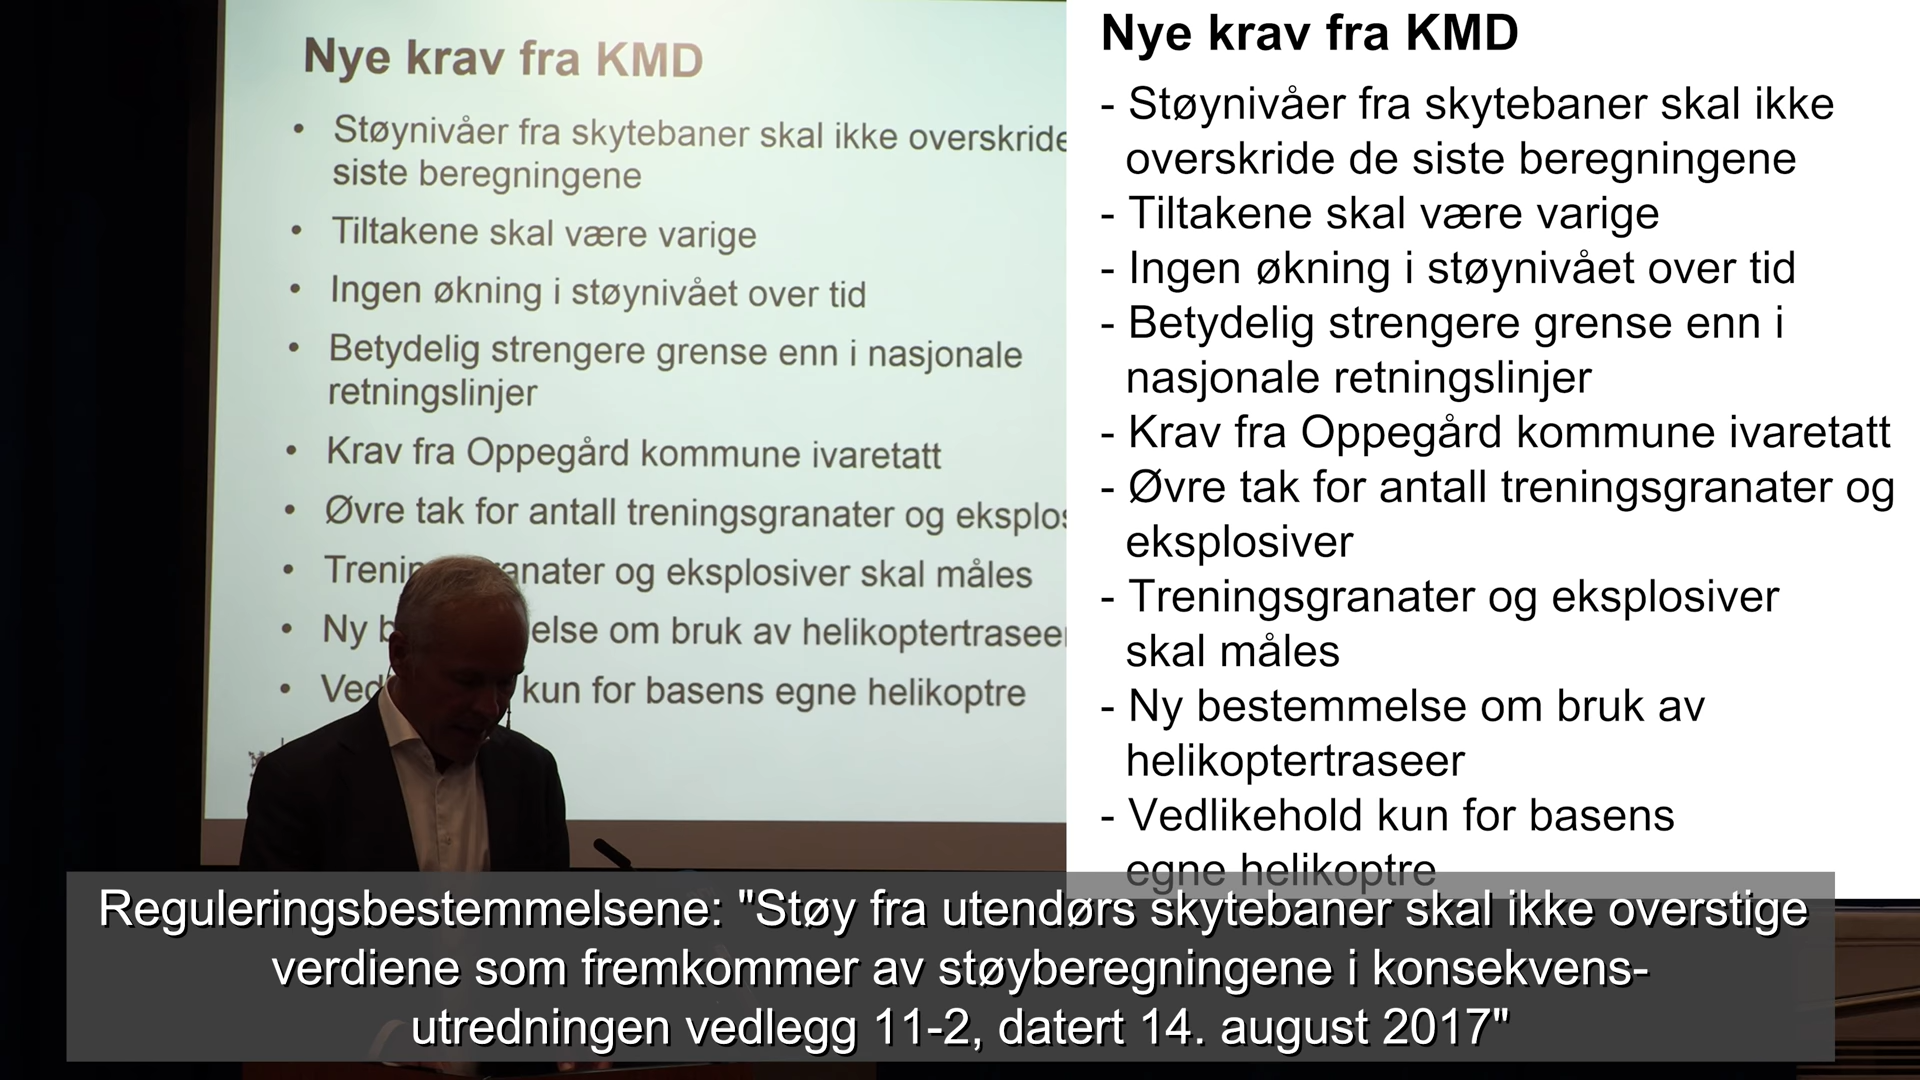 Nye krav fra KMD
• Støynivåer fra skytebaner skal ikke overskride
siste beregningene
• Tiltakene skal være varige
• Ingen økning i støynivået over tid
• Betydelig strengere grense enn i nasjonale
retningslinjer
• Krav fra Oppegård kommune ivaretatt
• Øvre tak for antall treningsgranater og
• granater og eksplosiver skal måles
• Ny om bruk av helikoptertraseer
• kun for basens egne helikoptre
Nye krav fra KMD
- Støynivåer fra skytebaner skal ikke
overskride de siste beregningene
- Tiltakene skal være varige
- Ingen økning i støynivået over tid
- Betydelig strengere grense enn i
nasjonale retningslinjer
- Krav fra Oppegård kommune ivaretatt
- Øvre tak for antall treningsgranater og
eksplosiver
- Treningsgranater og eksplosiver
skal måles
- Ny bestemmelse om bruk av
helikoptertraseer
- Vedlikehold kun for basens
egne helikoptre
Reguleringsbestemmelsene: "Støy fra utendørs skytebaner skal ikke overstige
verdiene som fremkommer av støyberegningene i konsekvens-
utredningen vedlegg 11-2, datert 14. august 2017"